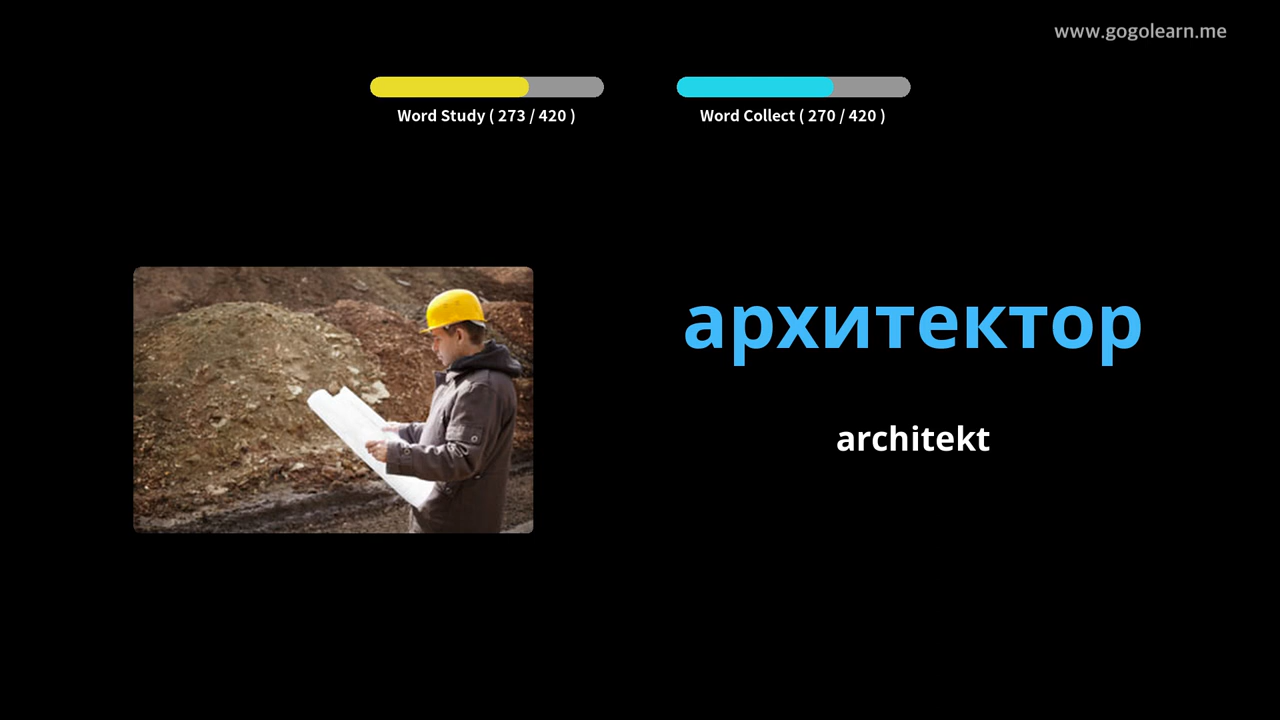 www.gogolearn.me
Word Study ( 273 / 420 )
Word Collect ( 270 / 420 )
архитектор
architekt